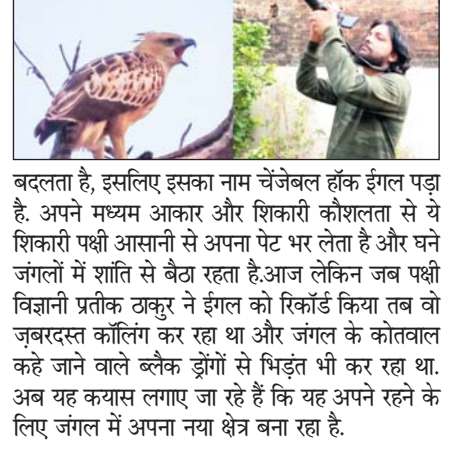 बदलता है, इसलिए इसका नाम चेंजेबल हॉक ईगल पड़ा
है. अपने मध्यम आकार और शिकारी कौशलता से ये
शिकारी पक्षी आसानी से अपना पेट भर लेता है और घने
जंगलों में शांति से बैठा रहता है.आज लेकिन जब पक्षी
विज्ञानी प्रतीक ठाकुर ने ईगल को रिकॉर्ड किया तब वो
ज़बरदस्त कॉलिंग कर रहा था और जंगल के कोतवाल
कहे जाने वाले ब्लैक ड्रोंगों से भिड़ंत भी कर रहा था.
अब यह कयास लगाए जा रहे हैं कि यह अपने रहने के
लिए जंगल में अपना नया क्षेत्र बना रहा है.